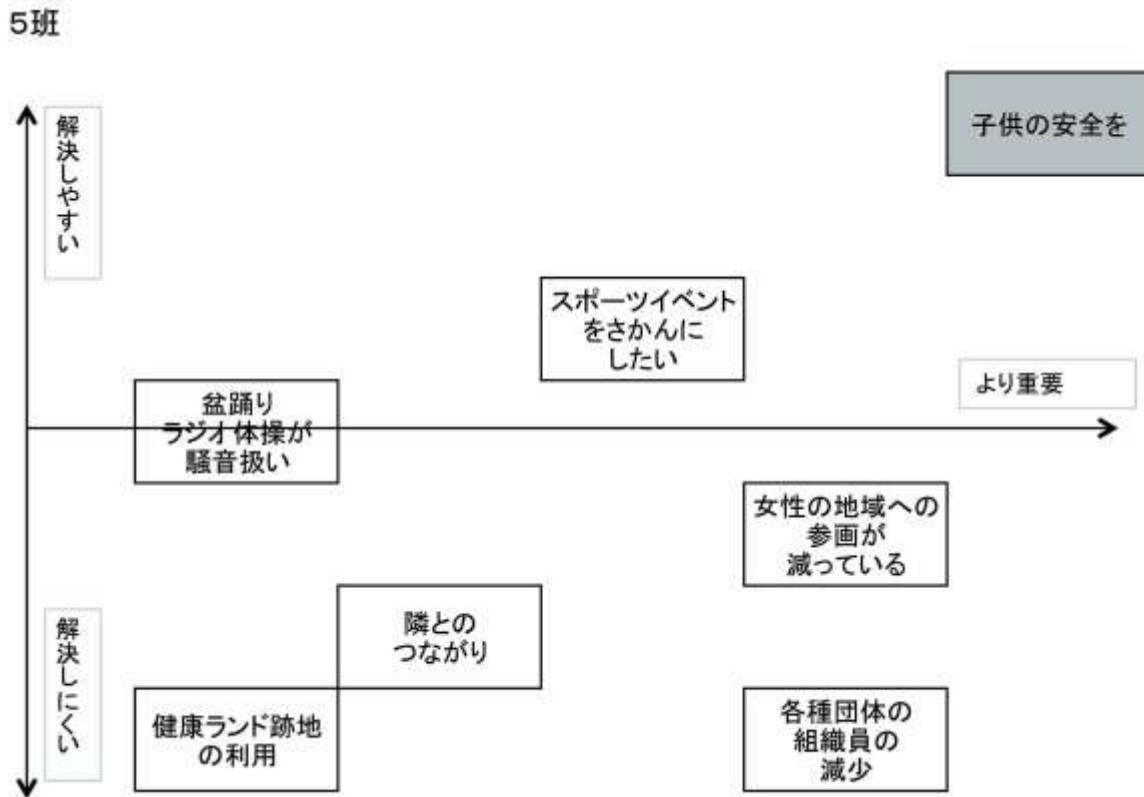 5班
解決しやすい
子供の安全を
スポーツイベント
をさかんに
したい
より重要
盆踊り
ラジオ体操が
騒音扱い
女性の地域への
参画が
減っている
隣との
つながり
解決しにくい
健康ランド跡地
の利用
各種団体の
組織員の
減少